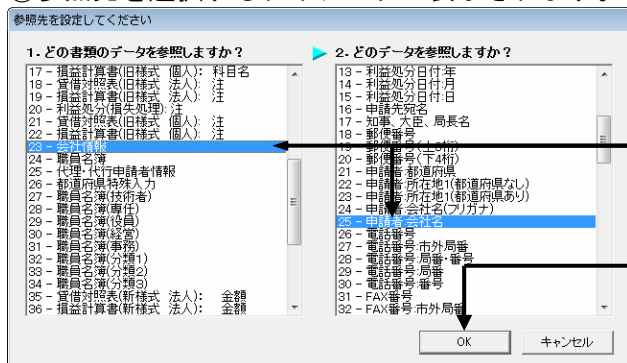 参照先を設定してください
1. どの書類のデータを参照しますか？
17 - 損益計算書(旧様式 個人): 科目名
18 - 貸借対照表(旧様式 法人): 注
19 - 損益計算書(旧様式 法人): 注
20 - 利益処分(損失処理):注
21 - 貸借対照表(旧様式 個人): 注
22 - 損益計算書(旧様式 個人): 注
23 - 会社情報
24 - 職員名簿
25 - 代理・代行申請者情報
26 - 都道府県特殊入力
27 - 職員名簿(技術者)
28 - 職員名簿(専任)
29 - 職員名簿(役員)
30 - 職員名簿(経営)
31 - 職員名簿(事務)
32 - 職員名簿(分類1)
33 - 職員名簿(分類2)
34 - 職員名簿(分類3)
35 - 貸借対照表(新様式 法人): 金額
36 - 損益計算書(新様式 法人): 金額
2. どのデータを参照しますか？
13 - 利益処分日付:年
14 - 利益処分日付:月
15 - 利益処分日付:日
16 - 申請先宛名
17 - 知事、大臣、局長名
18 - 郵便番号
19 - 郵便番号(上3桁)
20 - 郵便番号(下4桁)
21 - 申請者:都道府県
22 - 申請者:所在地1(都道府県なし)
23 - 申請者:所在地1(都道府県あり)
24 - 申請者:会社名(フリガナ)
25 - 申請者:会社名
26 - 電話番号
27 - 電話番号:市外局番
28 - 電話番号:局番・番号
29 - 電話番号:局番
30 - 電話番号:番号
31 - FAX番号
32 - FAX番号:市外局番
OK
キャンセル